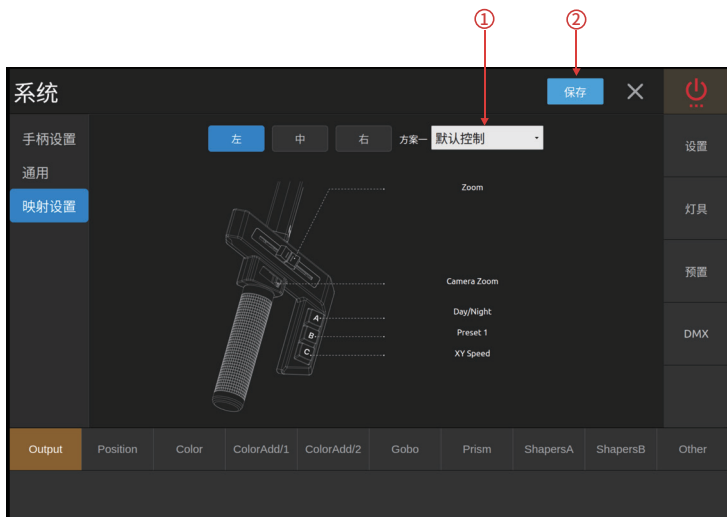 ① ②
系统 保存
手柄设置 左 中 右 方案一 默认控制 设置
通用
映射设置 Zoom
灯具
预置
Camera Zoom
A Day/Night
B Preset 1 DMX
C XY Speed
Output Position Color ColorAdd/1 ColorAdd/2 Gobo Prism ShapersA ShapersB Other